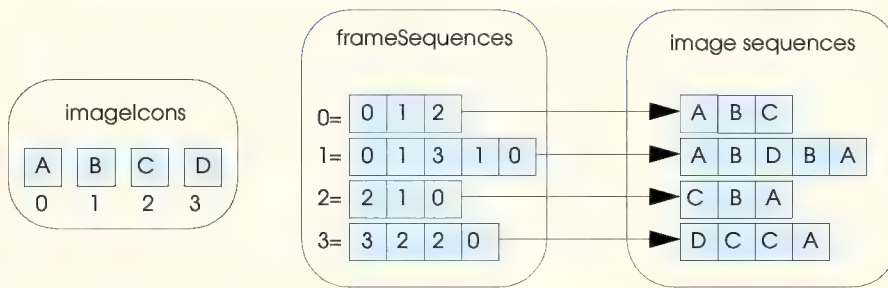 frameSequences
image sequences
imageIcons
A B C D
0 1 2 3
0= 0 1 2
A B C
1= 0 1 3 1 0
A B D B A
2= 2 1 0
C B A
3= 3 2 2 0
D C C A